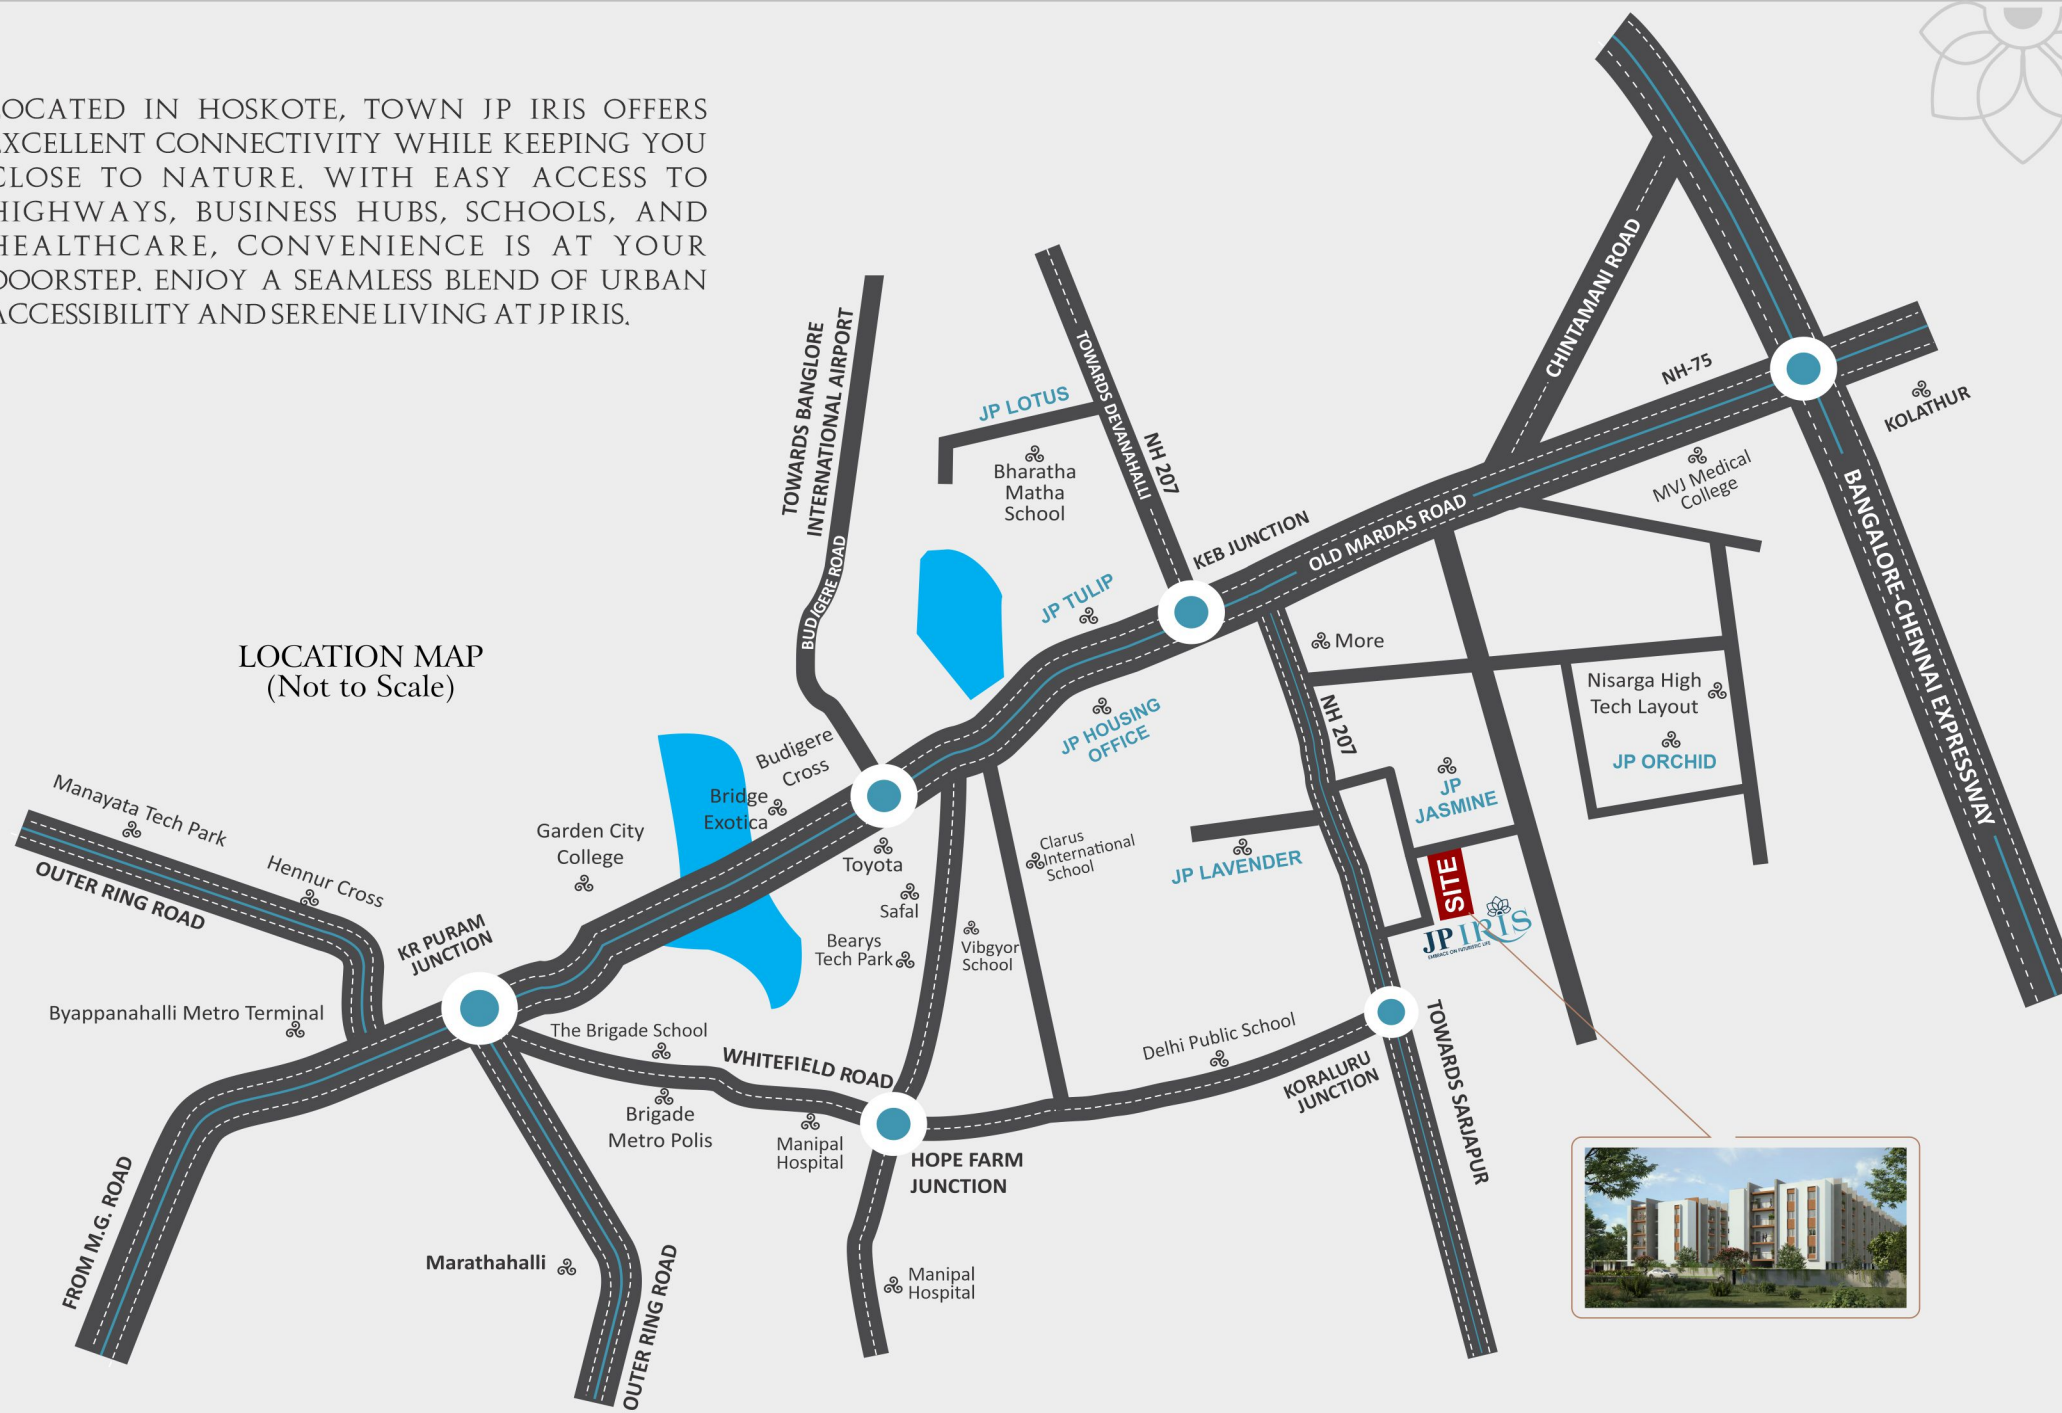 OCATED IN HOSKOTE, TOWN JP IRIS OFFERS
EXCELLENT CONNECTIVITY WHILE KEEPING YOU
CLOSE TO NATURE. WITH EASY ACCESS TO
HIGHWAYS, BUSINESS HUBS, SCHOOLS, AND
HEALTHCARE, CONVENIENCE IS AT YOUR
DOORSTEP. ENJOY A SEAMLESS BLEND OF URBAN
ACCESSIBILITY AND SERENE LIVING AT JP IRIS.
LOCATION MAP
(Not to Scale)
TOWARDS BANGLORE
INTERNATIONAL AIRPORT
BUDIGERE ROAD
JP LOTUS
Bharatha
Matha
School
TOWARDS DEVANAHALLI
NH 207
CHINTAMANI ROAD
NH-75
KOLATHUR
MVJ Medical
College
BANGALORE-CHENNAI EXPRESSWAY
KEB JUNCTION
OLD MARDAS ROAD
JP TULIP
More
JP HOUSING
OFFICE
NH 207
Nisarga High
Tech Layout
JP ORCHID
JP
JASMINE
JP LAVENDER
SITE
JP IRIS
EMBRACE ON FUTURISTIC LIFE
Budigere
Cross
Bridge
Exotica
Garden City
College
Toyota
Safal
Bearys
Tech Park
Vibgyor
School
Clarus
International
School
Manayata Tech Park
Hennur Cross
OUTER RING ROAD
KR PURAM
JUNCTION
Byappanahalli Metro Terminal
The Brigade School
WHITEFIELD ROAD
Brigade
Metro Polis
Manipal
Hospital
HOPE FARM
JUNCTION
Delhi Public School
KORALURU
JUNCTION
TOWARDS SARJAPUR
FROM M.G. ROAD
Marathahalli
OUTER RING ROAD
Manipal
Hospital